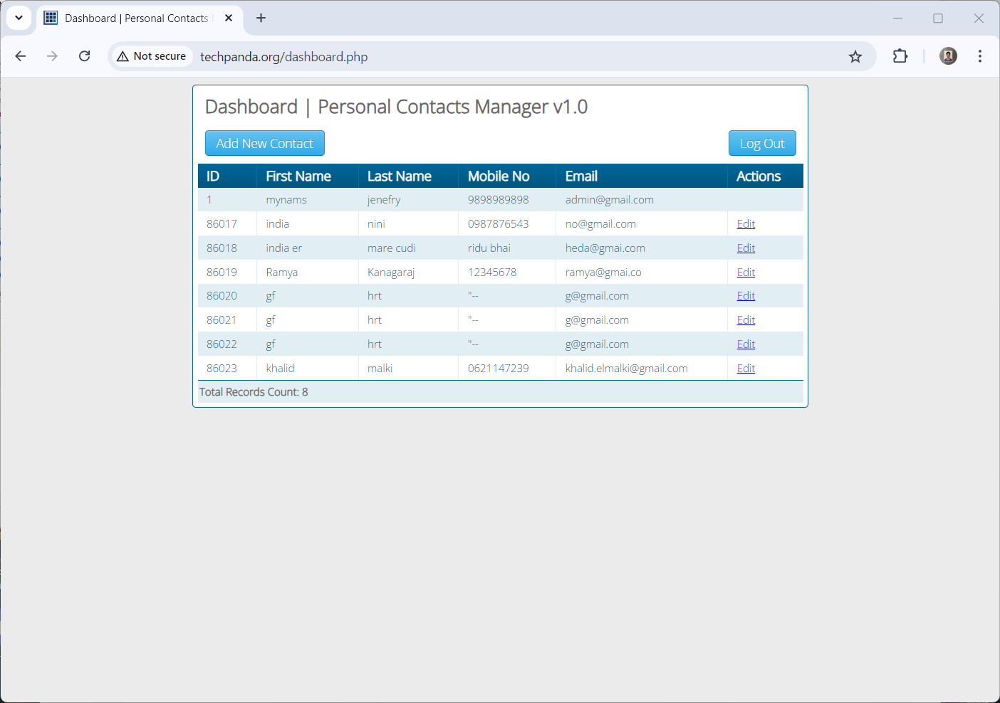 Dashboard | Personal Contacts
Not secure techpanda.org/dashboard.php
Dashboard | Personal Contacts Manager v1.0
Add New Contact Log Out
ID First Name Last Name Mobile No Email Actions
1 mynams jenefry 9898989898 admin@gmail.com
86017 india nini 0987876543 no@gmail.com Edit
86018 india er mare cudi ridu bhai heda@gmai.com Edit
86019 Ramya Kanagaraj 12345678 ramya@gmai.co Edit
86020 gf hrt "-- g@gmail.com Edit
86021 gf hrt "-- g@gmail.com Edit
86022 gf hrt "-- g@gmail.com Edit
86023 khalid malki 0621147239 khalid.elmalki@gmail.com Edit
Total Records Count: 8